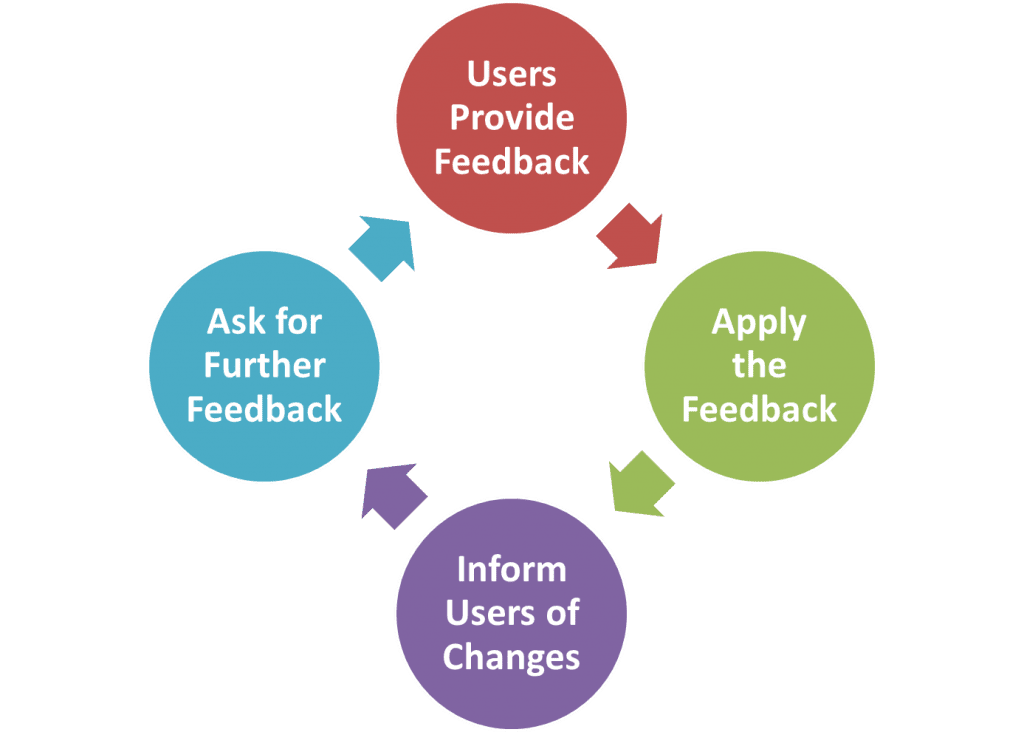 Users
Provide
Feedback
Apply
the
Feedback
Inform
Users of
Changes
Ask for
Further
Feedback